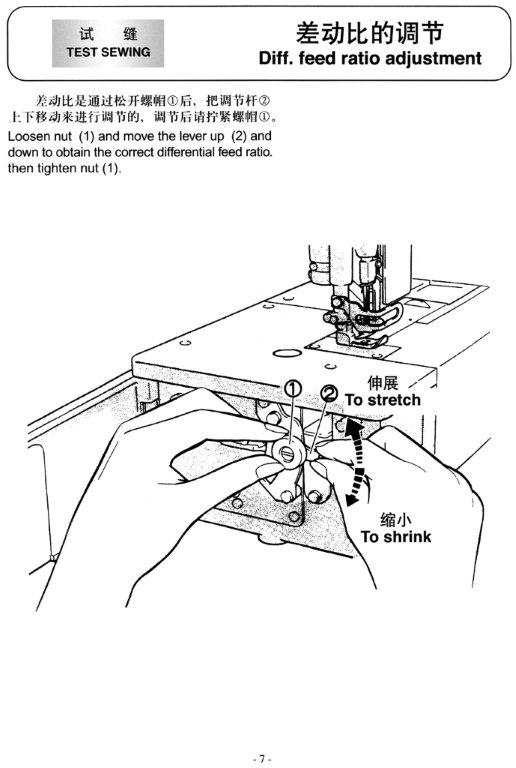 试 缝
TEST SEWING
差动比的调节
Diff. feed ratio adjustment
差动比是通过松开螺帽①后，把调节杆②
上下移动来进行调节的，调节后请拧紧螺帽①。
Loosen nut (1) and move the lever up (2) and
down to obtain the correct differential feed ratio.
then tighten nut (1).
① ②
伸展
To stretch
缩小
To shrink
- 7 -